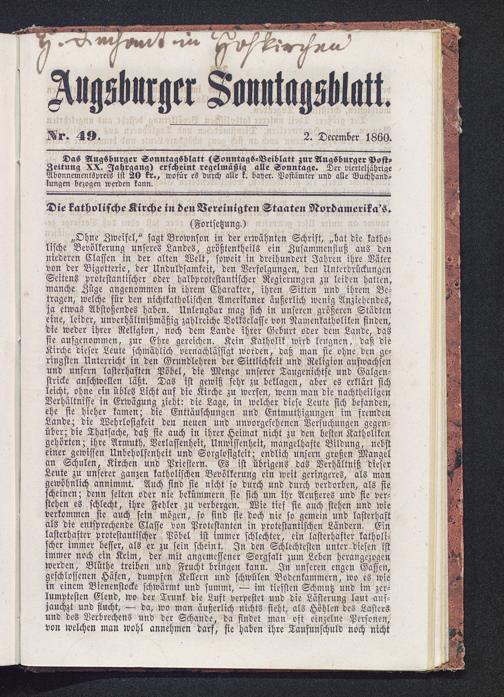 in Hofkirchen
Augsburger Sonntagsblatt.
Nr. 49. 2. December 1860.
Das Augsburger Sonntagsblatt (Sonntags-Beiblatt zur Augsburger Post-
Zeitung XX. Jahrgang) erscheint regelmäßig alle Sonntage. Der vierteljährige
Abonnementspreis ist 20 kr., wofür es durch alle k. bayer. Postämter und alle Buchhand-
lungen bezogen werden kann.
Die katholische Kirche in den Vereinigten Staaten Nordamerika's.
(Fortsetzung.)
„Ohne Zweifel,“ sagt Brownson in der erwähnten Schrift, „hat die katho-
lische Bevölkerung unseres Landes, größtentheils ein Zusammenfluß aus den
niederen Classen in der alten Welt, soweit in dreihundert Jahren ihre Väter
von der Bigotterie, der Unduldsamkeit, den Verfolgungen, den Unterdrückungen
Seitens protestantischer oder halbprotestantischer Regierungen zu leiden hatten,
manche Züge angenommen in ihrem Charakter, ihren Sitten und ihrem Be-
tragen, welche für den nichtkatholischen Amerikaner äußerlich wenig Anziehendes,
ja etwas Abstoßendes haben. Unleugbar mag sich in unseren größeren Städten
eine, leider, unverhältnißmäßig zahlreiche Volksclasse von Namenkatholiken finden,
die weder ihrer Religion, noch dem Lande ihrer Geburt oder dem Lande, das
sie aufgenommen, zur Ehre gereichen. Kein Katholik wird leugnen, daß die
Kirche dieser Leute schmählich vernachlässigt worden, daß man sie ohne den ge-
ringsten Unterricht in den Grundlehren der Sittlichkeit und Religion aufwachsen
und unsern lasterhaften Pöbel, die Menge unserer Taugenichtse und Galgen-
stricke anschwellen läßt. Das ist gewiß sehr zu beklagen, aber es erklärt sich
leicht, ohne ein übles Licht auf die Kirche zu werfen, wenn man die nachtheiligen
Verhältnisse in Erwägung zieht: die Lage, in welcher diese Leute sich befanden,
ehe sie hieher kamen; die Enttäuschungen und Entmuthigungen im fremden
Lande; die Wehrlosigkeit den neuen und unvorgesehenen Versuchungen gegen-
über; die Thatsache, daß sie auch in ihrer Heimat nicht zu den besten Katholiken
gehörten; ihre Armuth, Verlassenheit, Unwissenheit, mangelhafte Bildung, nebst
einer gewissen Unbeholfenheit und Sorglosigkeit; endlich unsern großen Mangel
an Schulen, Kirchen und Priestern. Es ist übrigens das Verhältniß dieser
Leute zu unserer ganzen katholischen Bevölkerung ein weit geringeres, als man
gewöhnlich annimmt. Auch sind sie nicht so durch und durch verdorben, als sie
scheinen; denn selten oder nie bekümmern sie sich um ihr Aeußeres und sie ver-
stehen es schlecht, ihre Fehler zu verbergen. Wie tief sie auch stehen und wie
verkommen sie auch sein mögen, so sind sie doch nie so gemein und lasterhaft
als die entsprechende Classe von Protestanten in protestantischen Ländern. Ein
lasterhafter protestantischer Pöbel ist immer schlechter, ein lasterhafter katholi-
scher immer besser, als er zu sein scheint. In den Schlechtesten unter diesen ist
immer noch ein Keim, der mit angemessener Sorgfalt zum Leben herangezogen
werden, Blüthe treiben und Frucht bringen kann. In unseren engen Gassen,
geschlossenen Häfen, dumpfen Kellern und schwülen Bodenkammern, wo es wie
in einem Bienenstocke schwärmt und summt, — im tiefsten Schmutz und im zer-
lumptesten Elend, wo der Trunk die Luft verpestet und die Lästerung laut auf-
jauchzt und flucht, — da, wo man äußerlich nichts sieht, als Höhlen des Lasters
und des Verbrechens und der Schande, da findet man oft einzelne Personen,
von welchen man wohl annehmen darf, sie haben ihre Taufunschuld noch nicht